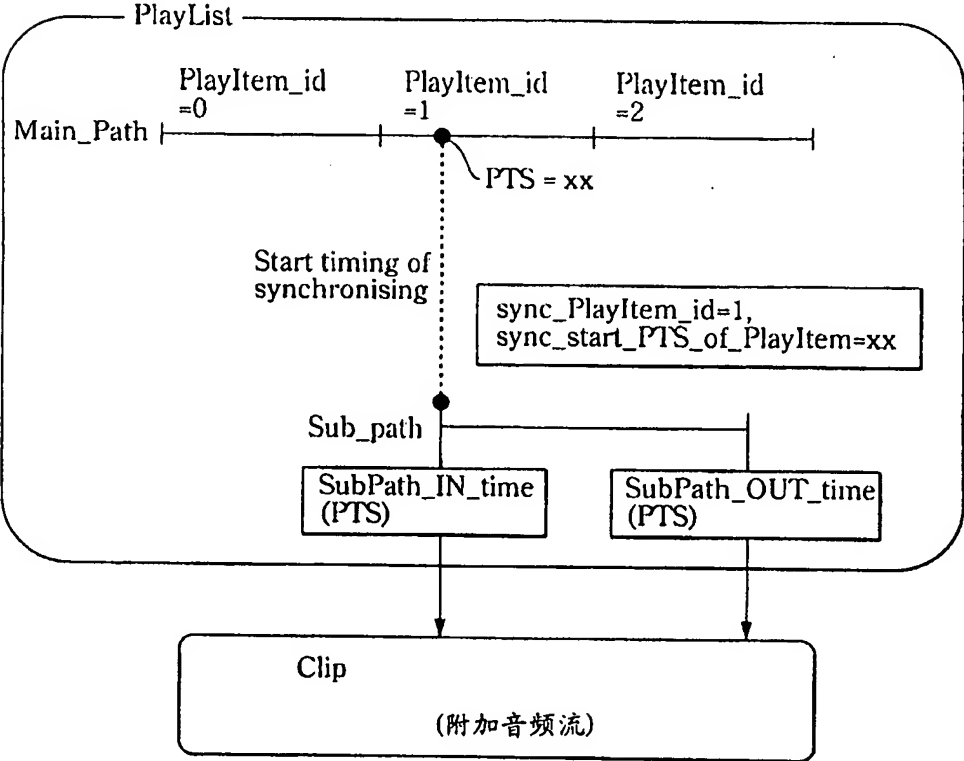 PlayList
PlayItem_id
=0
PlayItem_id
=1
PlayItem_id
=2
Main_Path
PTS = xx
Start timing of
synchronising
sync_PlayItem_id=1,
sync_start_PTS_of_PlayItem=xx
Sub_path
SubPath_IN_time
(PTS)
SubPath_OUT_time
(PTS)
Clip
(附加音频流)